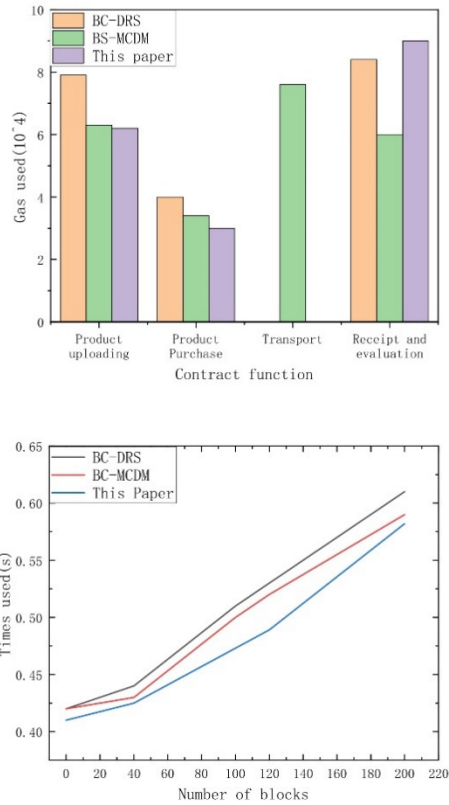 10
8
6
4
2
0
Gas used(10^4)
BC-DRS
BS-MCDM
This paper
Product
uploading
Product
Purchase
Transport
Receipt and
evaluation
Contract function
0.65
0.60
0.55
0.50
0.45
0.40
Times used(s)
BC-DRS
BC-MCDM
This Paper
0 20 40 60 80 100 120 140 160 180 200 220
Number of blocks